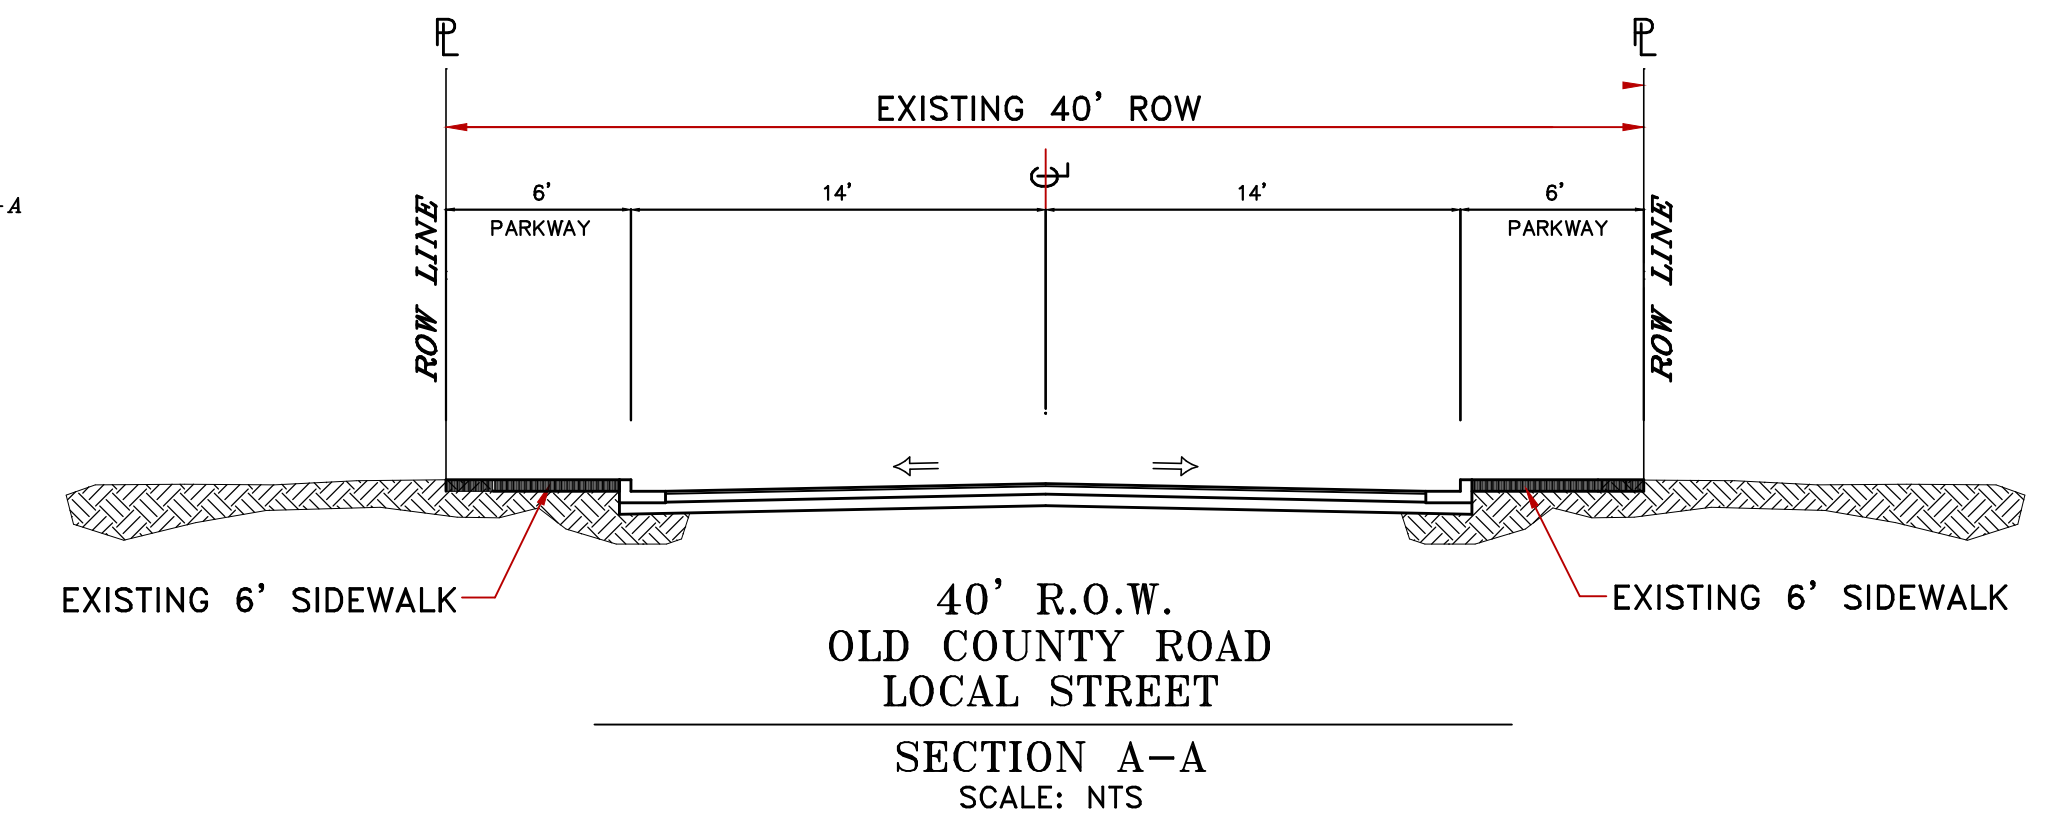 PL PL
EXISTING 40' ROW
CL
6' 14' 14' 6'
PARKWAY PARKWAY
-A
ROW LINE ROW LINE
EXISTING 6' SIDEWALK EXISTING 6' SIDEWALK
40' R.O.W.
OLD COUNTY ROAD
LOCAL STREET
SECTION A-A
SCALE: NTS